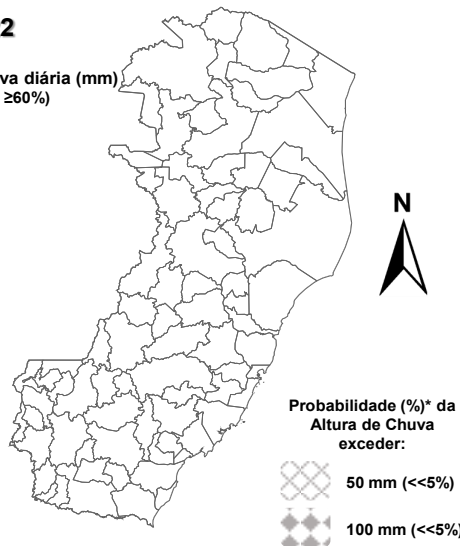 2
va diária (mm)
≥60%)
N
Probabilidade (%)* da
Altura de Chuva
exceder:
50 mm (<<5%)
100 mm (<<5%)